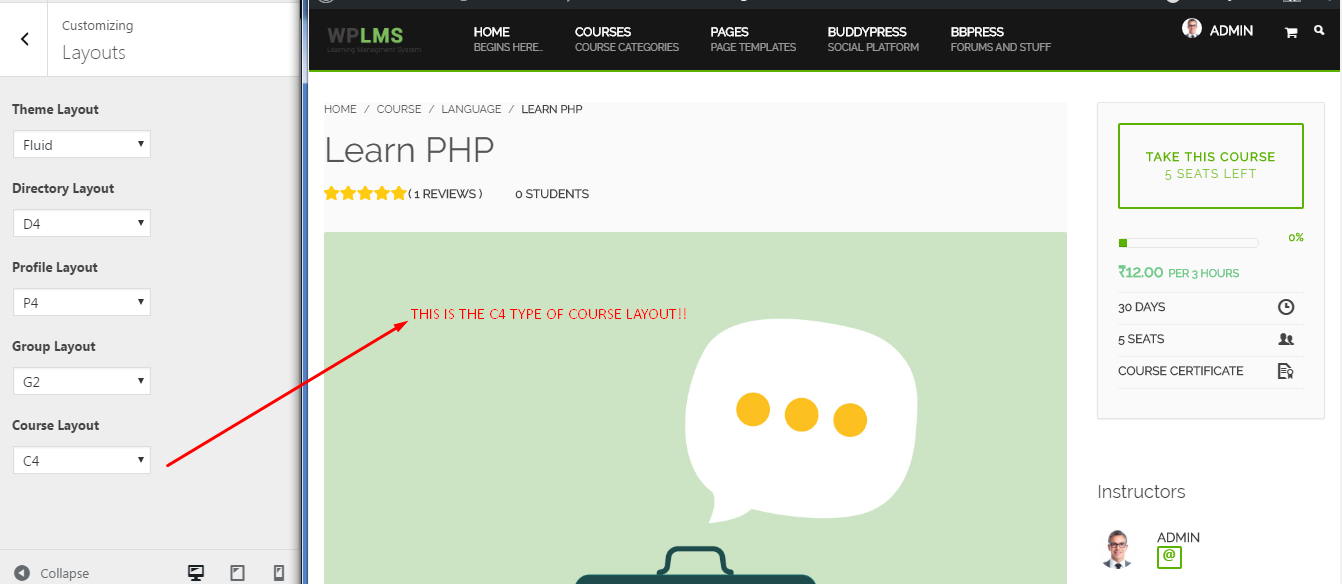 Customizing
Layouts
Theme Layout
Fluid
Directory Layout
D4
Profile Layout
P4
Group Layout
G2
Course Layout
C4
Collapse
WPLMS
Learning Managment System
HOME
BEGINS HERE..
COURSES
COURSE CATEGORIES
PAGES
PAGE TEMPLATES
BUDDYPRESS
SOCIAL PLATFORM
BBPRESS
FORUMS AND STUFF
ADMIN
HOME / COURSE / LANGUAGE / LEARN PHP
Learn PHP
( 1 REVIEWS ) 0 STUDENTS
THIS IS THE C4 TYPE OF COURSE LAYOUT!!
TAKE THIS COURSE
5 SEATS LEFT
0%
₹12.00 PER 3 HOURS
30 DAYS
5 SEATS
COURSE CERTIFICATE
Instructors
ADMIN
@